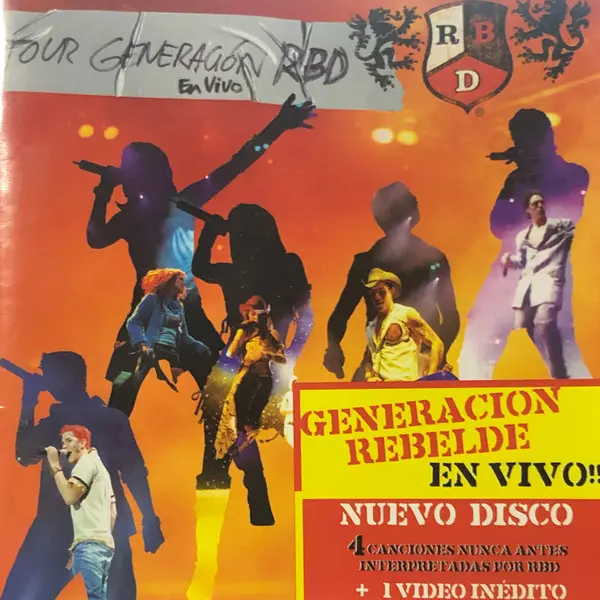 TOUR GENERACIÓN RBD
En Vivo
R B
D
®
GENERACION
REBELDE
EN VIVO!!
NUEVO DISCO
4 CANCIONES NUNCA ANTES
INTERPRETADAS POR RBD
+ 1 VIDEO INÉDITO